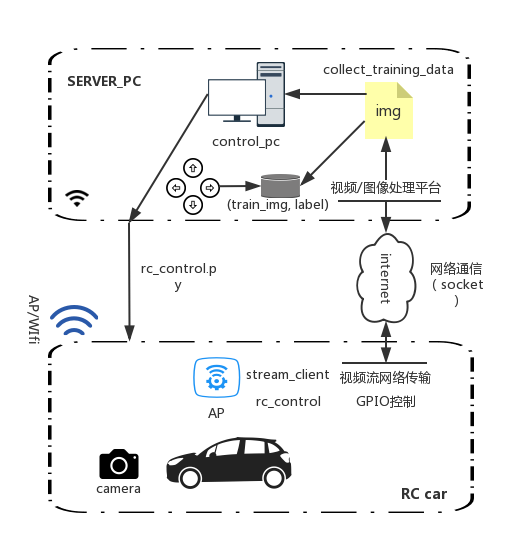 SERVER_PC
collect_training_data
img
control_pc
视频/图像处理平台
(train_img, label)
rc_control.p
y
internet
网络通信
( socket
)
AP/WIfi
stream_client
视频流网络传输
rc_control
GPIO控制
AP
camera
RC car